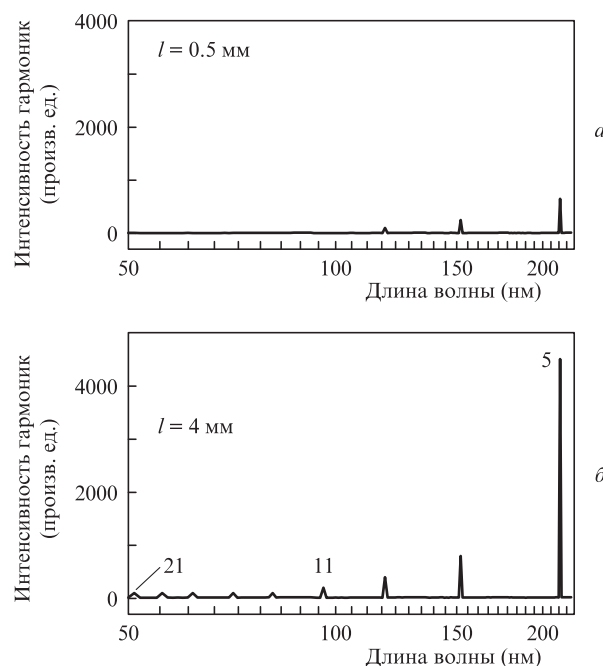 Интенсивность гармоник
(произв. ед.)
4000
2000
0
l = 0.5 мм
а
50
100
150
200
Длина волны (нм)
Интенсивность гармоник
(произв. ед.)
4000
2000
0
5
l = 4 мм
б
21
11
50
100
150
200
Длина волны (нм)